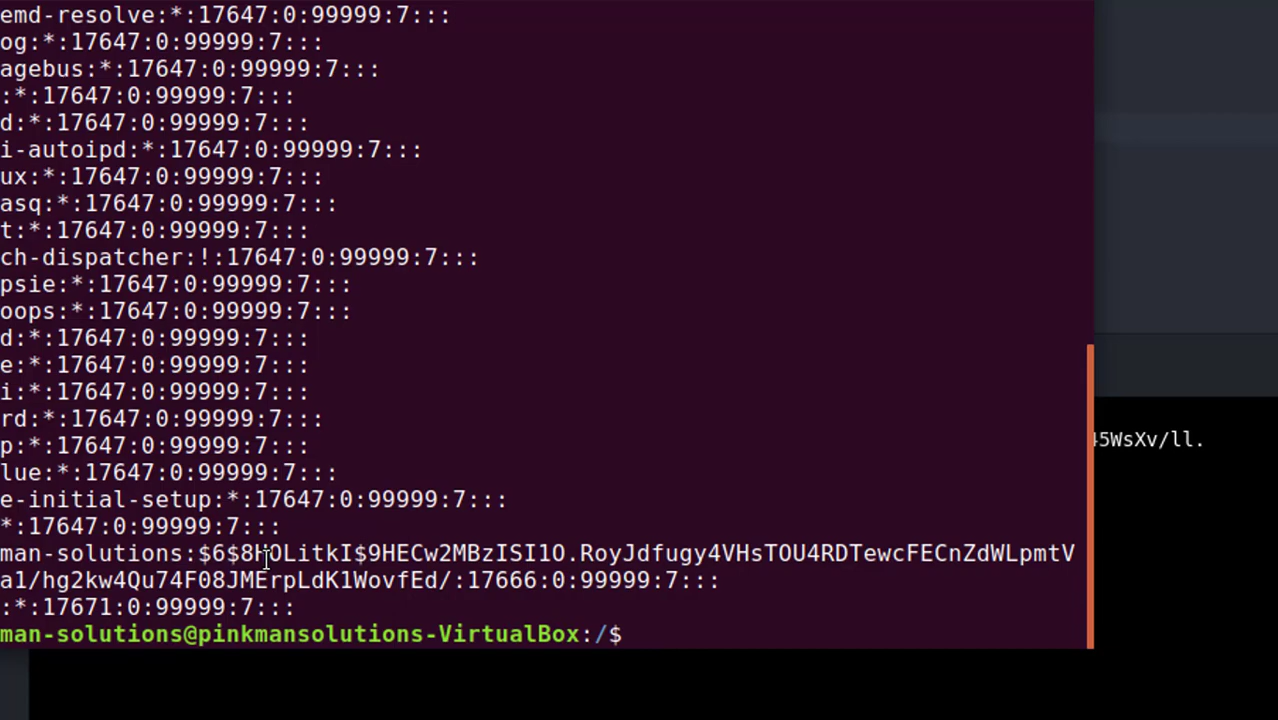 emd-resolve:*:17647:0:99999:7:::
og:*:17647:0:99999:7:::
agebus:*:17647:0:99999:7:::
:*:17647:0:99999:7:::
d:*:17647:0:99999:7:::
i-autoipd:*:17647:0:99999:7:::
ux:*:17647:0:99999:7:::
asq:*:17647:0:99999:7:::
t:*:17647:0:99999:7:::
ch-dispatcher:!:17647:0:99999:7:::
psie:*:17647:0:99999:7:::
oops:*:17647:0:99999:7:::
d:*:17647:0:99999:7:::
e:*:17647:0:99999:7:::
i:*:17647:0:99999:7:::
rd:*:17647:0:99999:7:::
p:*:17647:0:99999:7:::
lue:*:17647:0:99999:7:::
e-initial-setup:*:17647:0:99999:7:::
*:17647:0:99999:7:::
man-solutions:$6$8HOLitkI$9HECw2MBzISI1O.RoyJdfugy4VHsTOU4RDTewcFECnZdWLpmtV
a1/hg2kw4Qu74F08JMErpLdK1WovfEd/:17666:0:99999:7:::
:*:17671:0:99999:7:::
man-solutions@pinkmansolutions-VirtualBox:/$
45WsXv/ll.